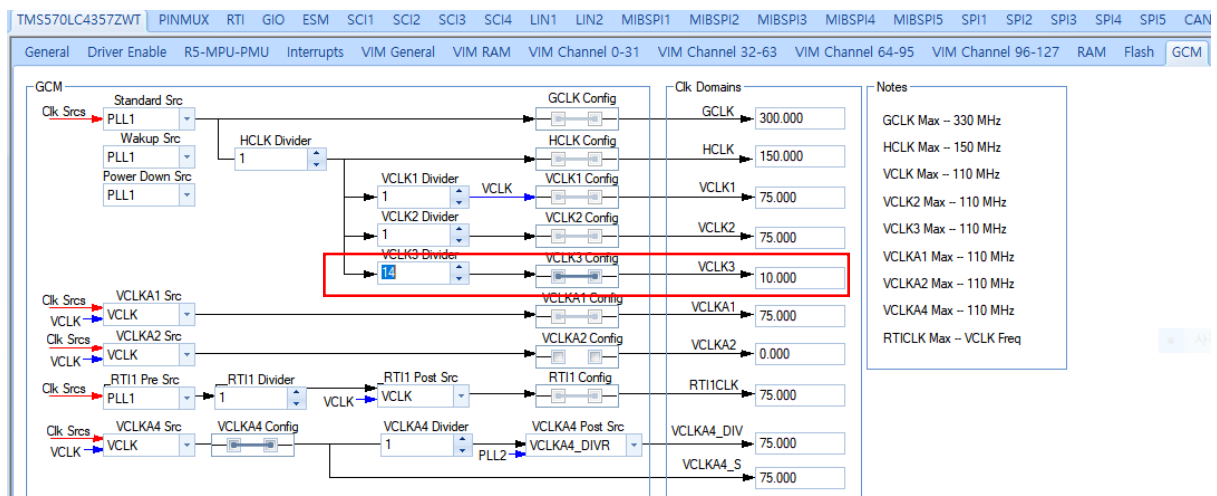 TMS570LC4357ZWT PINMUX RTI GIO ESM SCI1 SCI2 SCI3 SCI4 LIN1 LIN2 MIBSPI1 MIBSPI2 MIBSPI3 MIBSPI4 MIBSPI5 SPI1 SPI2 SPI3 SPI4 SPI5 CAN
General Driver Enable R5-MPU-PMU Interrupts VIM General VIM RAM VIM Channel 0-31 VIM Channel 32-63 VIM Channel 64-95 VIM Channel 96-127 RAM Flash GCM
GCM
Clk Domains
Notes
Clk Srcs
Standard Src
PLL1
GCLK Config
GCLK
300.000
Wakup Src
PLL1
HCLK Divider
1
HCLK Config
HCLK
150.000
Power Down Src
PLL1
VCLK1 Divider
1
VCLK
VCLK1 Config
VCLK1
75.000
VCLK2 Divider
1
VCLK2 Config
VCLK2
75.000
VCLK3 Divider
14
VCLK3 Config
VCLK3
10.000
Clk Srcs
VCLK
VCLKA1 Src
VCLK
VCLKA1 Config
VCLKA1
75.000
Clk Srcs
VCLK
VCLKA2 Src
VCLK
VCLKA2 Config
VCLKA2
0.000
Clk Srcs
_RTI1 Pre Src
PLL1
_RTI1 Divider
1
VCLK
_RTI1 Post Src
VCLK
RTI1 Config
RTI1CLK
75.000
Clk Srcs
VCLK
VCLKA4 Src
VCLK
VCLKA4 Config
VCLKA4 Divider
1
PLL2
VCLKA4 Post Src
VCLKA4_DIVR
VCLKA4_DIV
75.000
VCLKA4_S
75.000
GCLK Max -- 330 MHz
HCLK Max -- 150 MHz
VCLK Max -- 110 MHz
VCLK2 Max -- 110 MHz
VCLK3 Max -- 110 MHz
VCLKA1 Max -- 110 MHz
VCLKA2 Max -- 110 MHz
VCLKA4 Max -- 110 MHz
RTICLK Max -- VCLK Freq